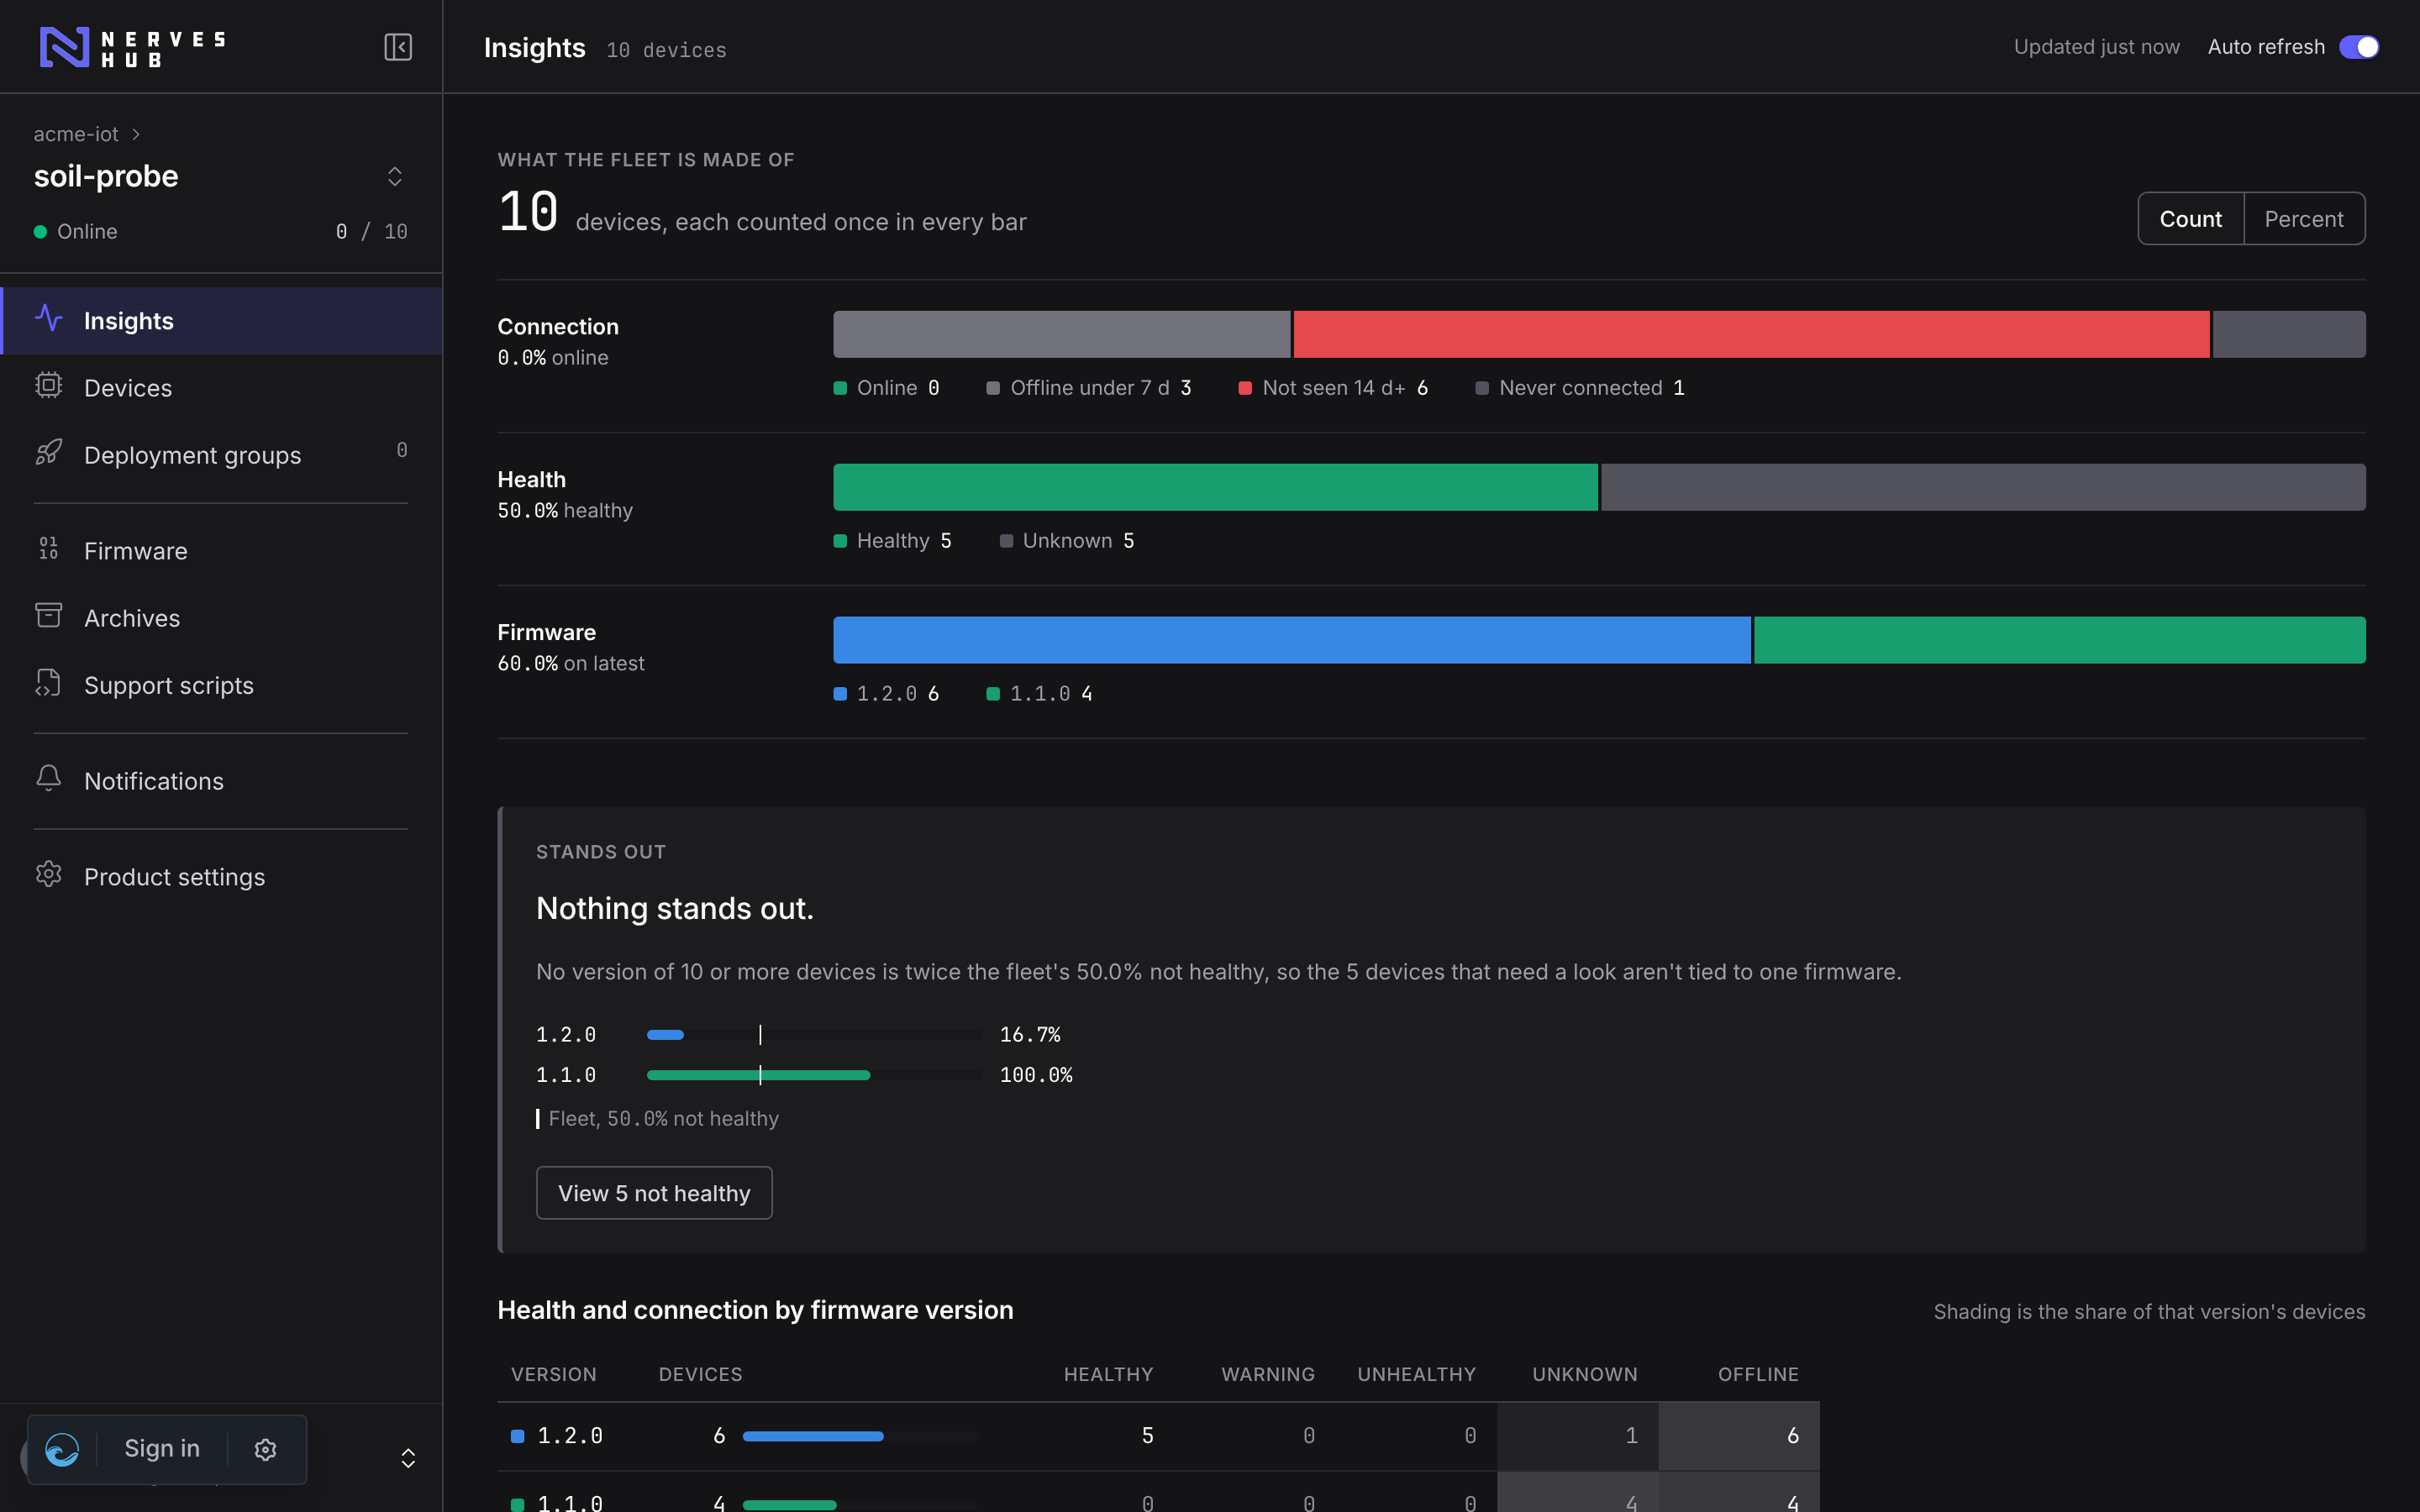 NERVES
HUB
Insights 10 devices
Updated just now Auto refresh
acme-iot
soil-probe
Online 0 / 10
Insights
Devices
Deployment groups 0
Firmware
Archives
Support scripts
Notifications
Product settings
Sign in
WHAT THE FLEET IS MADE OF
10 devices, each counted once in every bar
Count Percent
Connection
0.0% online
Online 0 Offline under 7 d 3 Not seen 14 d+ 6 Never connected 1
Health
50.0% healthy
Healthy 5 Unknown 5
Firmware
60.0% on latest
1.2.0 6 1.1.0 4
STANDS OUT
Nothing stands out.
No version of 10 or more devices is twice the fleet's 50.0% not healthy, so the 5 devices that need a look aren't tied to one firmware.
1.2.0 16.7%
1.1.0 100.0%
Fleet, 50.0% not healthy
View 5 not healthy
Health and connection by firmware version
Shading is the share of that version's devices
VERSION DEVICES HEALTHY WARNING UNHEALTHY UNKNOWN OFFLINE
1.2.0 6 5 0 0 1 6
1.1.0 4 0 0 0 4 4